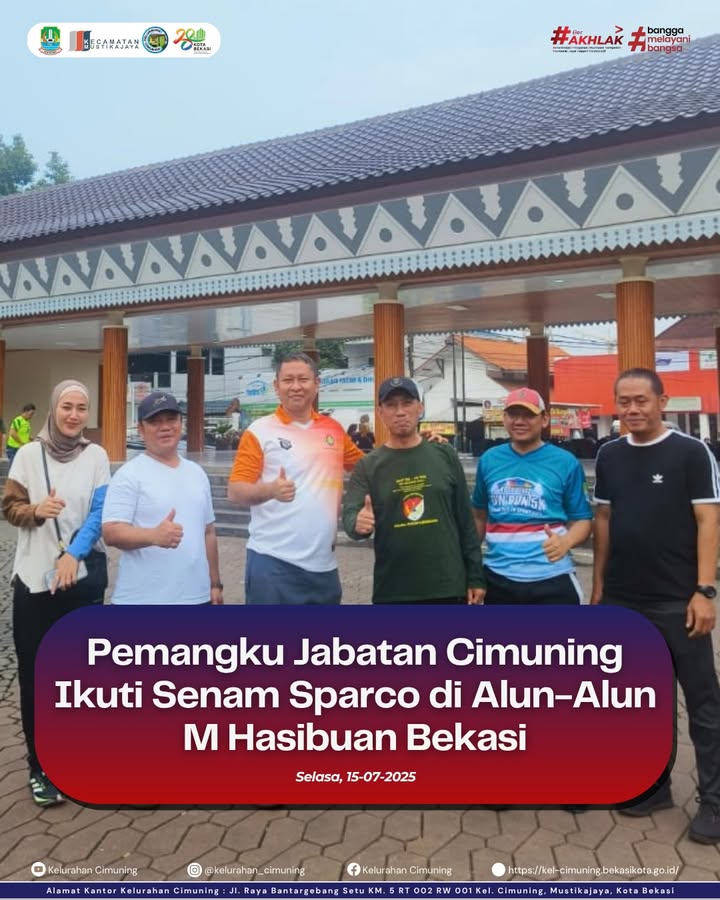 KECAMATAN
MUSTIKAJAYA
KOTA
BEKASI
#BerAKHLAK
#bangga
melayani
bangsa
Pemangku Jabatan Cimuning
Ikuti Senam Sparco di Alun-Alun
M Hasibuan Bekasi
Selasa, 15-07-2025
Kelurahan Cimuning
@kelurahan_cimuning
Kelurahan Cimuning
https://kel-cimuning.bekasikota.go.id/
Alamat Kantor Kelurahan Cimuning : Jl. Raya Bantargebang Setu KM. 5 RT 002 RW 001 Kel. Cimuning, Mustikajaya, Kota Bekasi